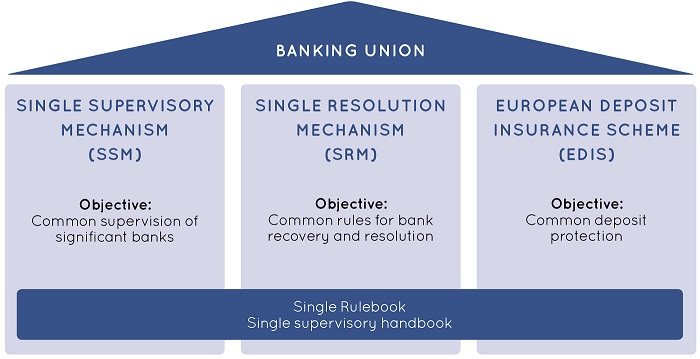 BANKING UNION
SINGLE SUPERVISORY
MECHANISM
(SSM)
Objective:
Common supervision of
significant banks
SINGLE RESOLUTION
MECHANISM
(SRM)
Objective:
Common rules for bank
recovery and resolution
EUROPEAN DEPOSIT
INSURANCE SCHEME
(EDIS)
Objective:
Common deposit
protection
Single Rulebook
Single supervisory handbook